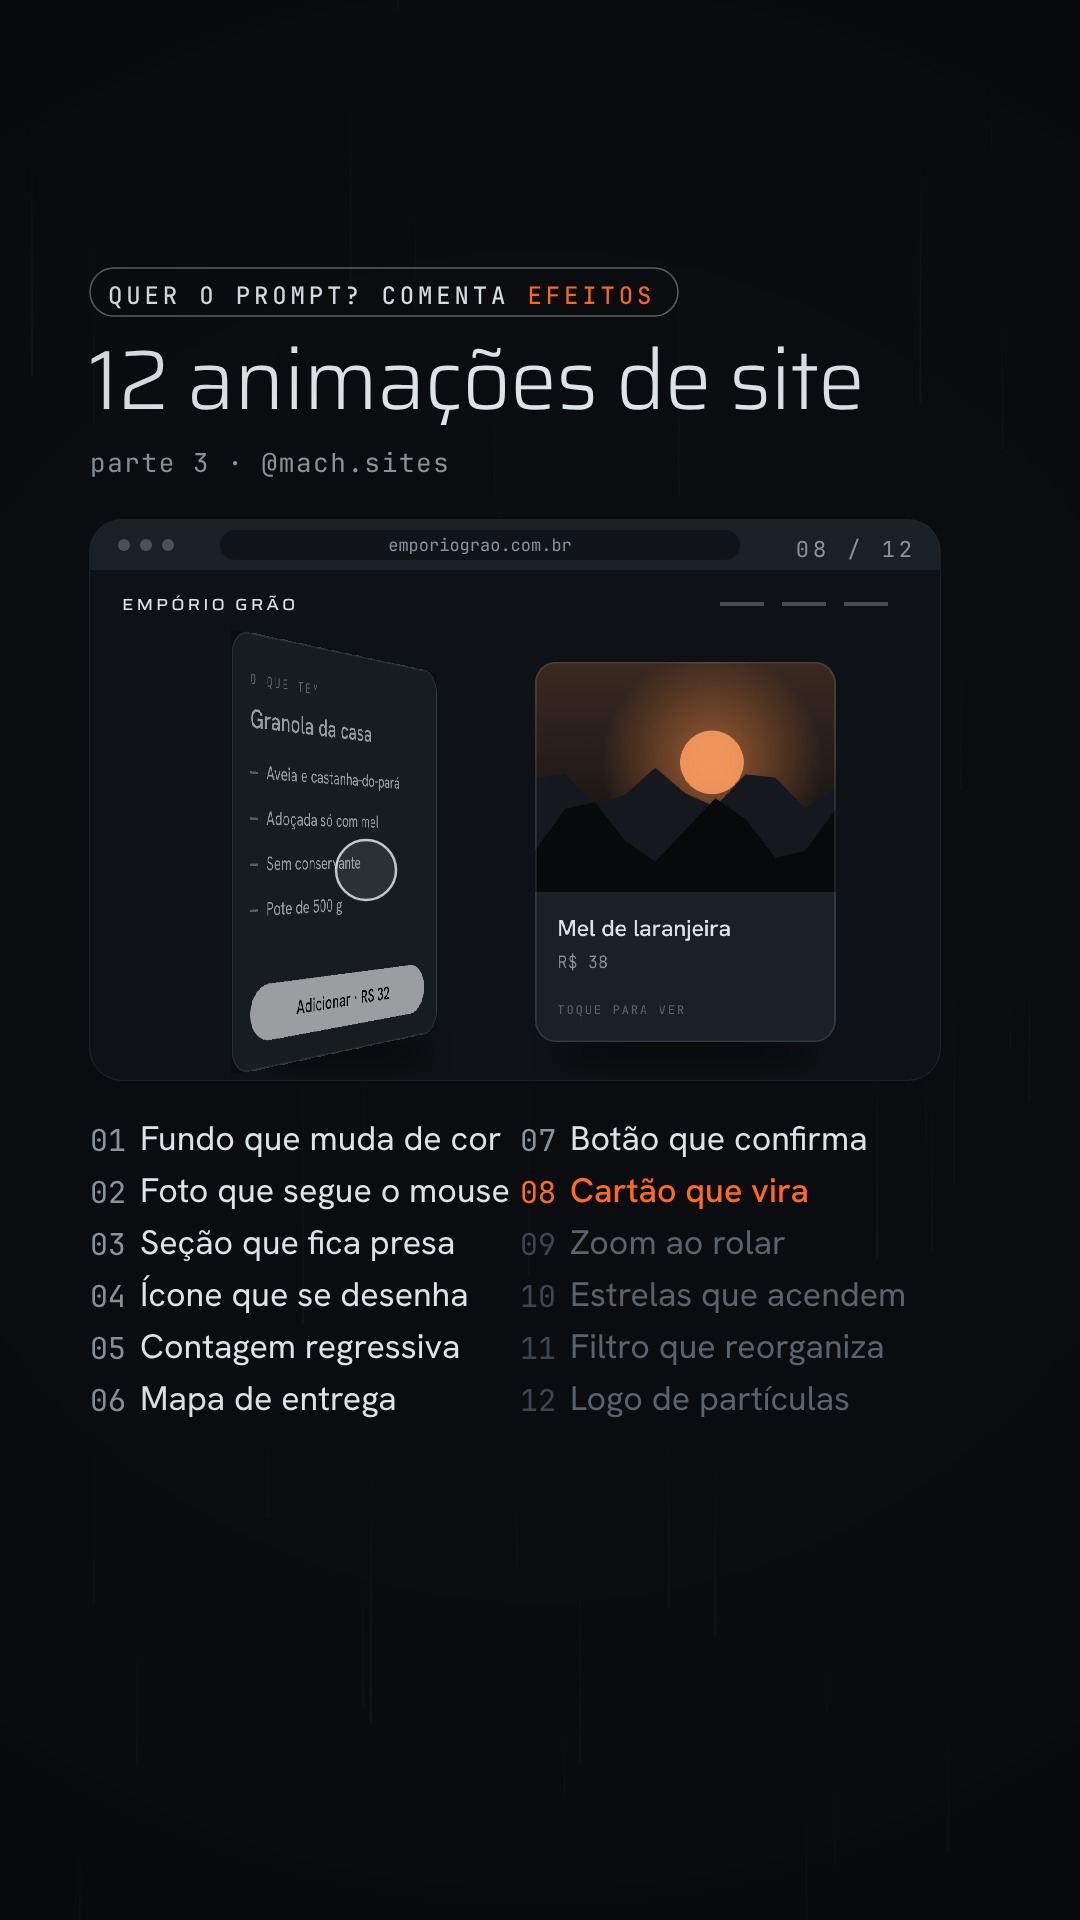 QUER O PROMPT? COMENTA EFEITOS
12 animações de site
parte 3 · @mach.sites
emporiograo.com.br
08 / 12
EMPÓRIO GRÃO
O QUE TEM
Granola da casa
– Aveia e castanha-do-pará
– Adoçada só com mel
– Sem conservante
– Pote de 500 g
Adicionar · R$ 32
Mel de laranjeira
R$ 38
TOQUE PARA VER
01 Fundo que muda de cor
02 Foto que segue o mouse
03 Seção que fica presa
04 Ícone que se desenha
05 Contagem regressiva
06 Mapa de entrega
07 Botão que confirma
08 Cartão que vira
09 Zoom ao rolar
10 Estrelas que acendem
11 Filtro que reorganiza
12 Logo de partículas